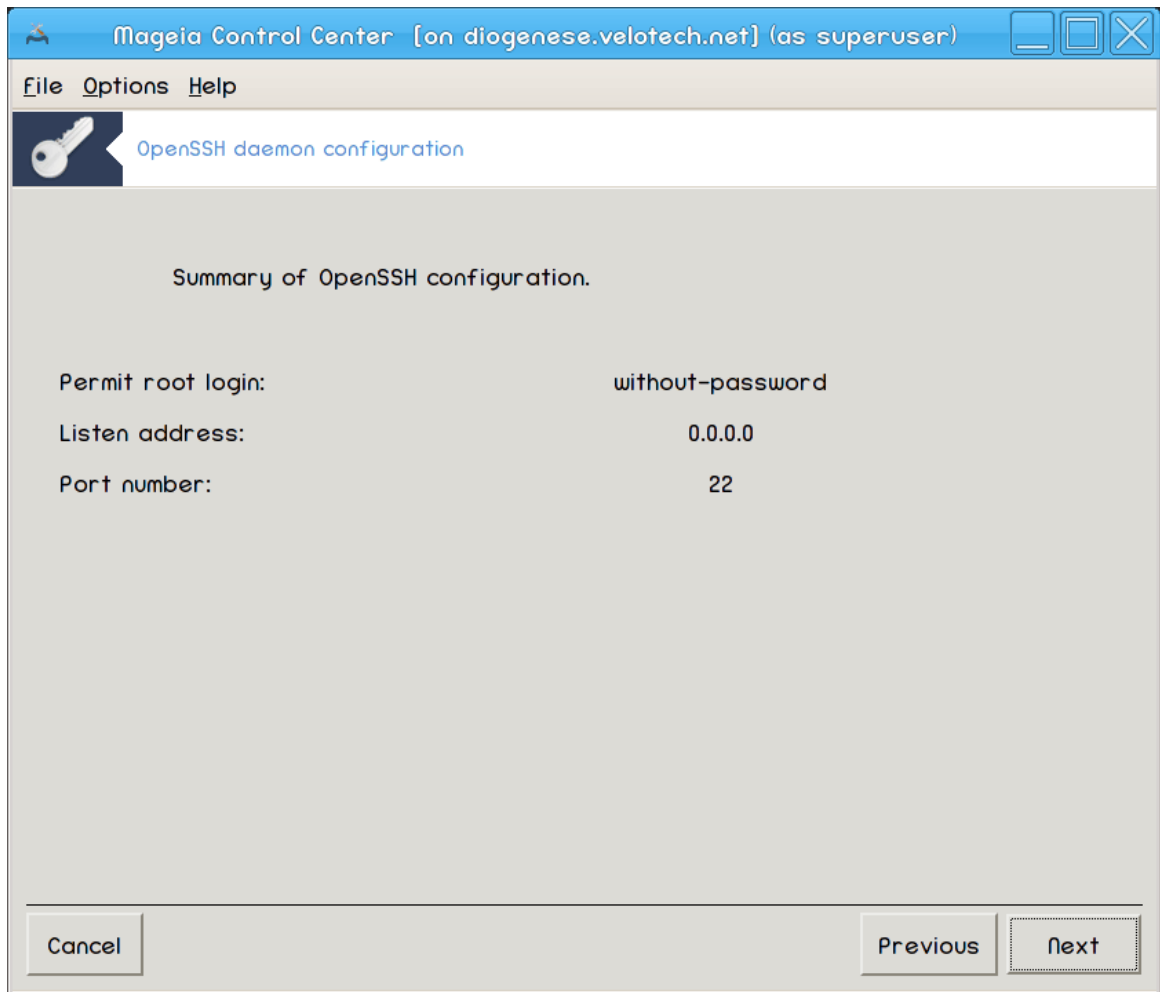 Mageia Control Center [on diogenese.velotech.net] (as superuser)
File Options Help
OpenSSH daemon configuration
Summary of OpenSSH configuration.
Permit root login: without-password
Listen address: 0.0.0.0
Port number: 22
Cancel Previous Next